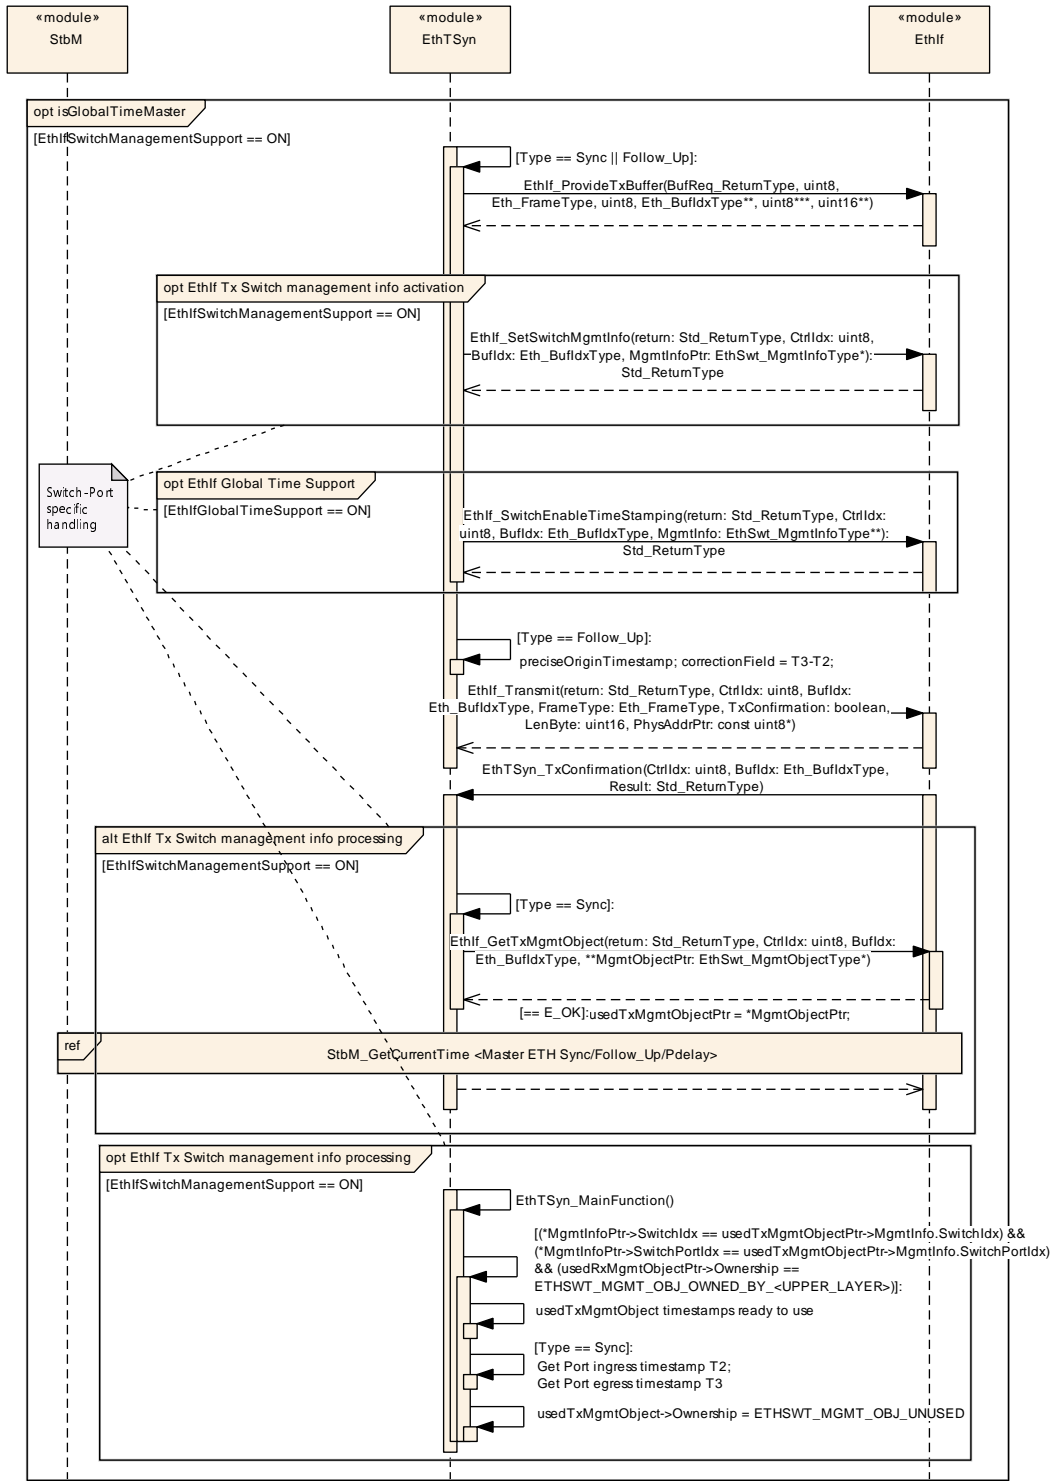 «module»
StbM
«module»
EthTSyn
«module»
EthIf
opt isGlobalTimeMaster
[EthIfSwitchManagementSupport == ON]
[Type == Sync || Follow_Up]:
EthIf_ProvideTxBuffer(BufReq_ReturnType, uint8,
Eth_FrameType, uint8, Eth_BufIdxType**, uint8***, uint16**)
opt EthIf Tx Switch management info activation
[EthIfSwitchManagementSupport == ON]
EthIf_SetSwitchMgmtInfo(return: Std_ReturnType, CtrlIdx: uint8,
BufIdx: Eth_BufIdxType, MgmtInfoPtr: EthSwt_MgmtInfoType*):
Std_ReturnType
Switch-Port
specific
handling
opt EthIf Global Time Support
[EthIfGlobalTimeSupport == ON]
EthIf_SwitchEnableTimeStamping(return: Std_ReturnType, CtrlIdx:
uint8, BufIdx: Eth_BufIdxType, MgmtInfo: EthSwt_MgmtInfoType**):
Std_ReturnType
[Type == Follow_Up]:
preciseOriginTimestamp; correctionField = T3-T2;
EthIf_Transmit(return: Std_ReturnType, CtrlIdx: uint8, BufIdx:
Eth_BufIdxType, FrameType: Eth_FrameType, TxConfirmation: boolean,
LenByte: uint16, PhysAddrPtr: const uint8*)
EthTSyn_TxConfirmation(CtrlIdx: uint8, BufIdx: Eth_BufIdxType,
Result: Std_ReturnType)
alt EthIf Tx Switch management info processing
[EthIfSwitchManagementSupport == ON]
[Type == Sync]:
EthIf_GetTxMgmtObject(return: Std_ReturnType, CtrlIdx: uint8, BufIdx:
Eth_BufIdxType, **MgmtObjectPtr: EthSwt_MgmtObjectType*)
[== E_OK]:usedTxMgmtObjectPtr = *MgmtObjectPtr;
ref
StbM_GetCurrentTime <Master ETH Sync/Follow_Up/Pdelay>
opt EthIf Tx Switch management info processing
[EthIfSwitchManagementSupport == ON]
EthTSyn_MainFunction()
[(*MgmtInfoPtr->SwitchIdx == usedTxMgmtObjectPtr->MgmtInfo.SwitchIdx) &&
(*MgmtInfoPtr->SwitchPortIdx == usedTxMgmtObjectPtr->MgmtInfo.SwitchPortIdx)
&& (usedRxMgmtObjectPtr->Ownership ==
ETHSWT_MGMT_OBJ_OWNED_BY_<UPPER_LAYER>)]:
usedTxMgmtObject timestamps ready to use
[Type == Sync]:
Get Port ingress timestamp T2;
Get Port egress timestamp T3
usedTxMgmtObject->Ownership = ETHSWT_MGMT_OBJ_UNUSED